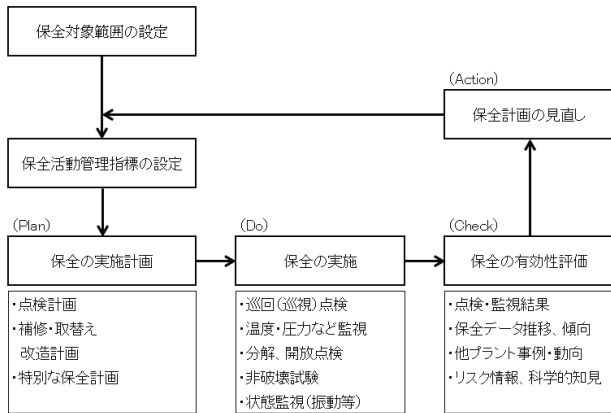 保全対象範囲の設定
(Action)
保全計画の見直し
保全活動管理指標の設定
(Plan)
保全の実施計画
(Do)
保全の実施
(Check)
保全の有効性評価
・点検計画
・補修・取替え
改造計画
・特別な保全計画
・巡回(巡視)点検
・温度・圧力など監視
・分解、開放点検
・非破壊試験
・状態監視(振動等)
・点検・監視結果
・保全データ推移、傾向
・他プラント事例・動向
・リスク情報、科学的知見